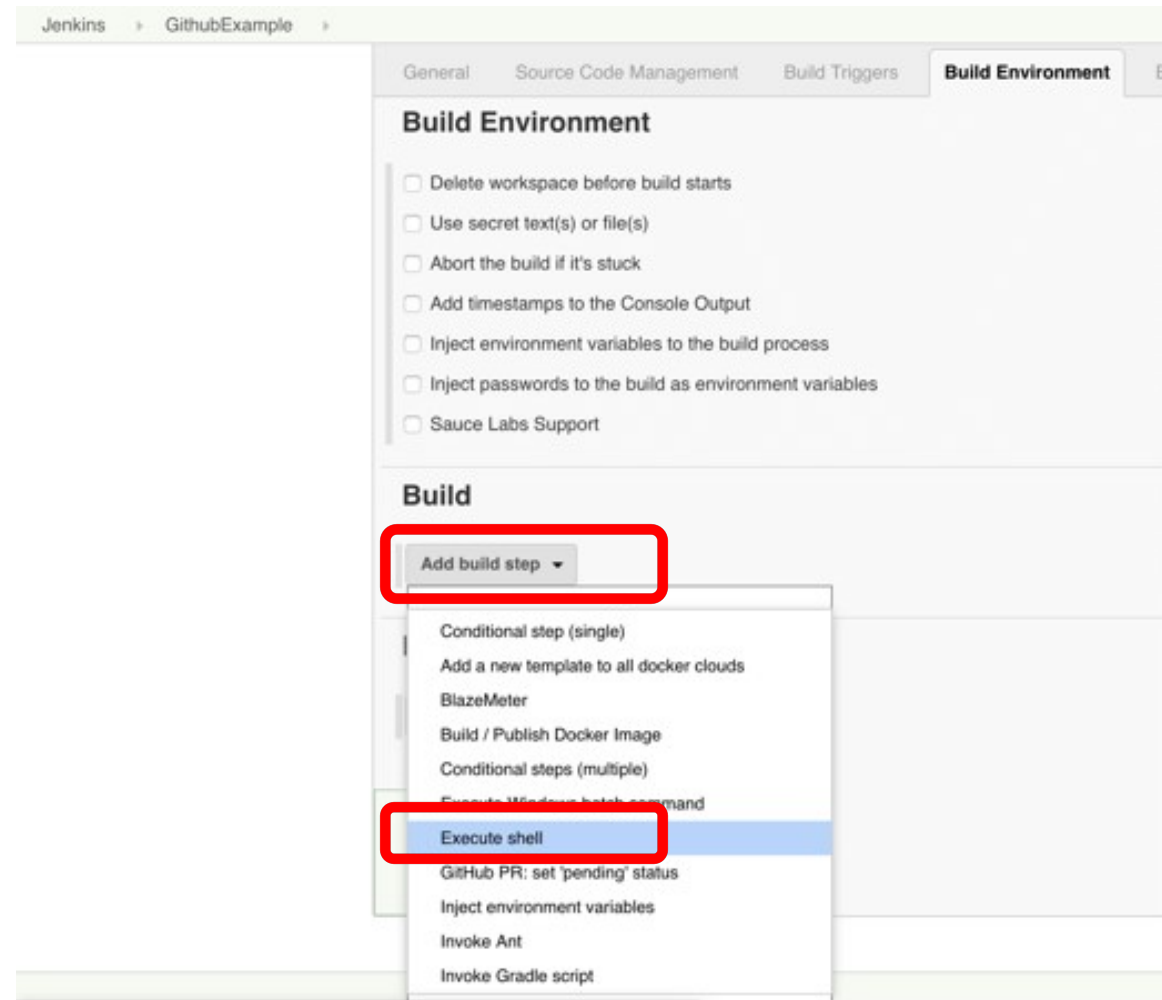 Jenkins GithubExample
General Source Code Management Build Triggers Build Environment
Build Environment
Delete workspace before build starts
Use secret text(s) or file(s)
Abort the build if it's stuck
Add timestamps to the Console Output
Inject environment variables to the build process
Inject passwords to the build as environment variables
Sauce Labs Support
Build
Add build step
Conditional step (single)
Add a new template to all docker clouds
BlazeMeter
Build / Publish Docker Image
Conditional steps (multiple)
Execute Windows batch command
Execute shell
GitHub PR: set 'pending' status
Inject environment variables
Invoke Ant
Invoke Gradle script